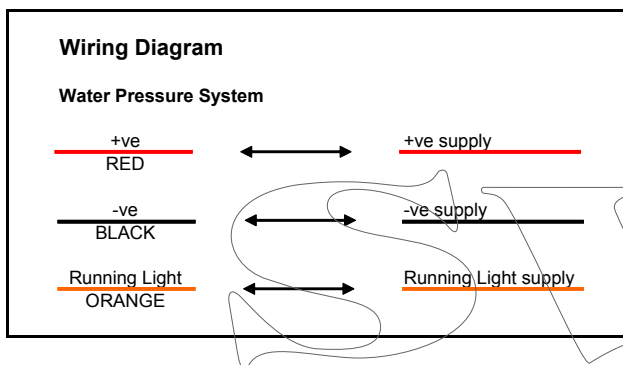 Wiring Diagram
Water Pressure System
+ve +ve supply
RED
-ve -ve supply
BLACK
Running Light Running Light supply
ORANGE